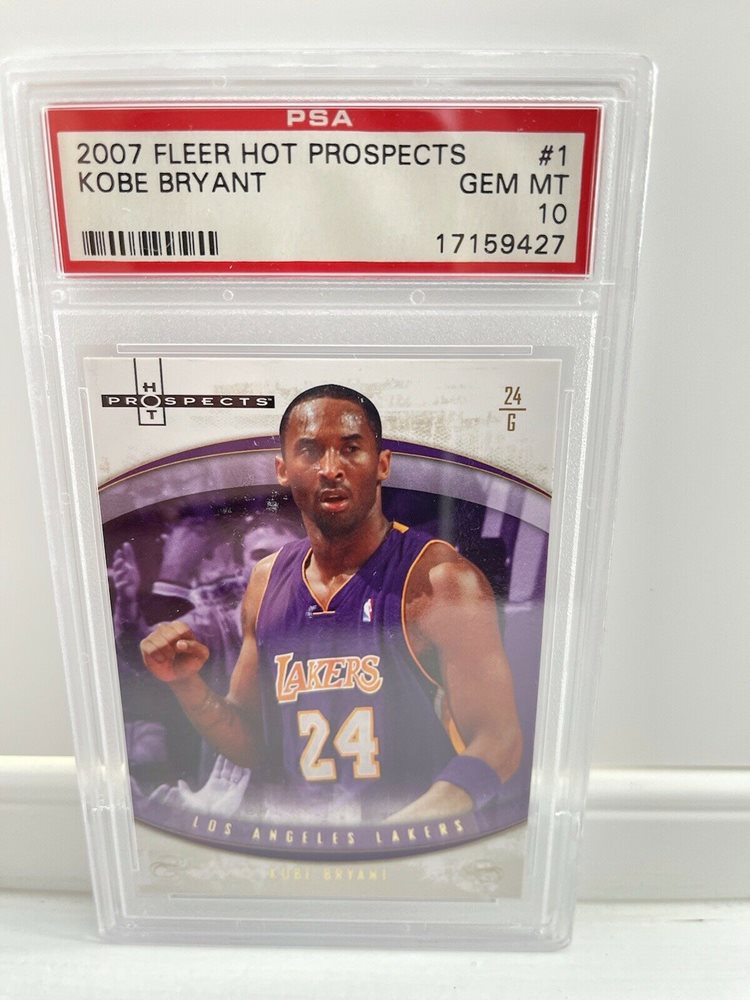 PSA
2007 FLEER HOT PROSPECTS #1
KOBE BRYANT GEM MT
10
17159427
HOT
PROSPECTS
24
G
LAKERS
24
LOS ANGELES LAKERS
KOBE BRYANT